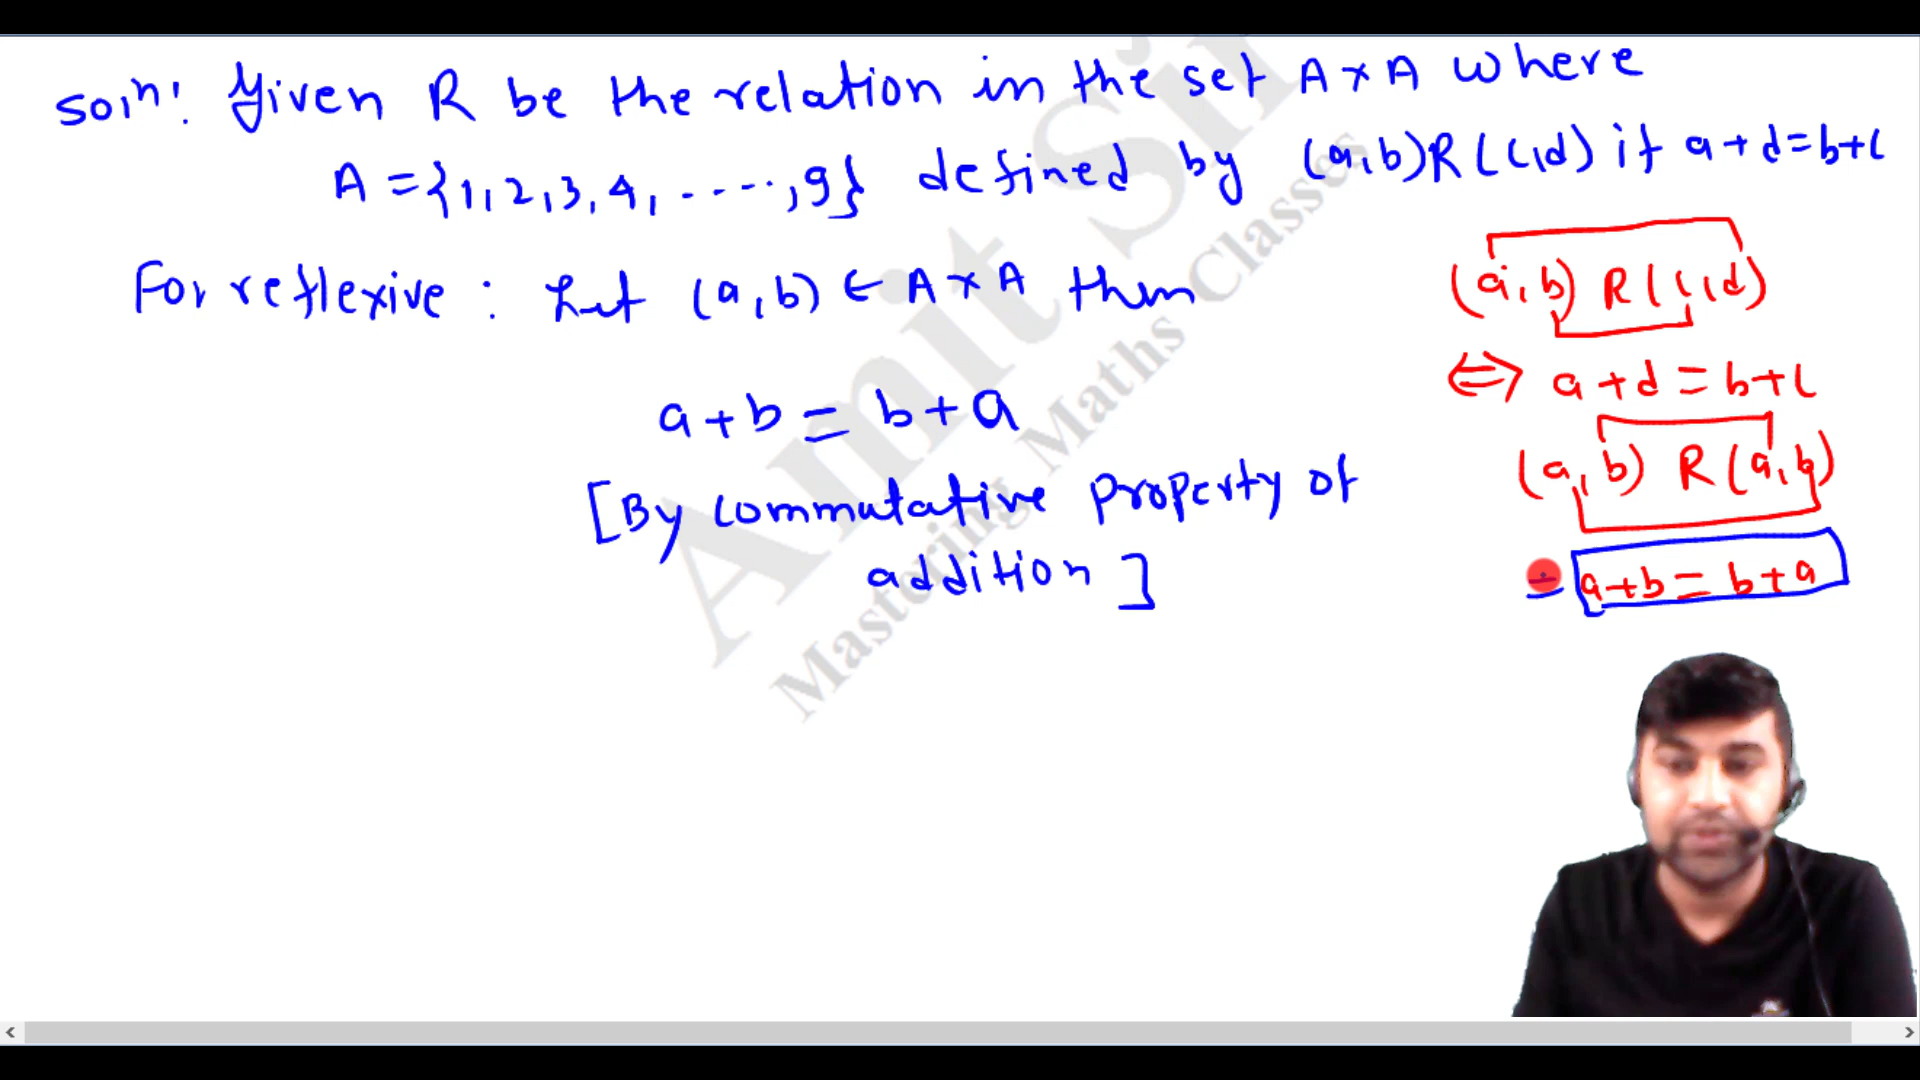 Soln: Given R be the relation in the set A×A where
A = {1,2,3,4, -----,9} defined by (a,b)R(c,d) if a+d=b+c
For reflexive : Let (a,b) ∈ A×A then
a+b = b+a
[By commutative property of
addition]
(a,b) R (c,d)
⇔ a+d = b+c
(a,b) R (a,b)
a+b = b+a
Amit Sir
Mastering Maths Classes